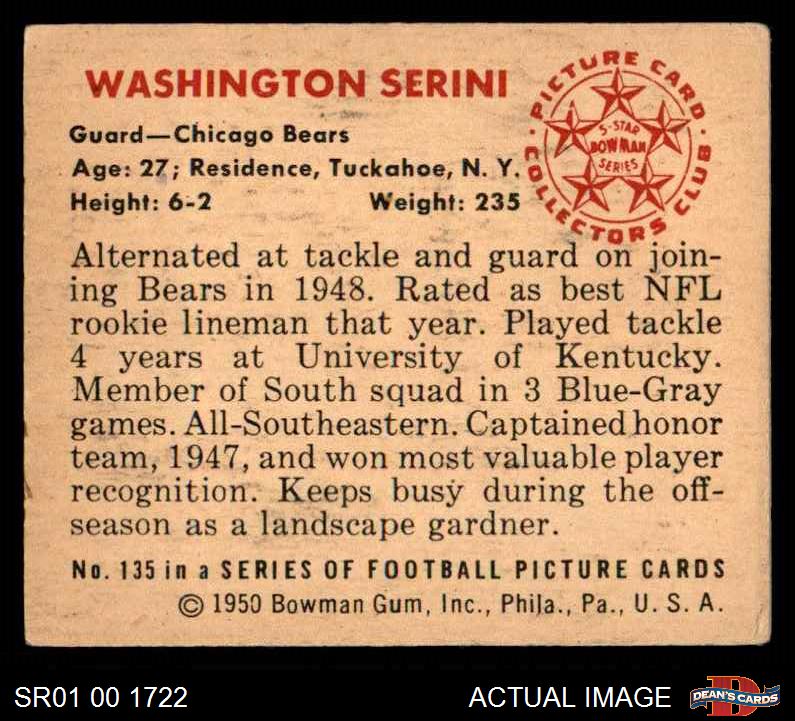 WASHINGTON SERINI
Guard—Chicago Bears
Age: 27; Residence, Tuckahoe, N. Y.
Height: 6-2 Weight: 235
PICTURE CARD
COLLECTORS CLUB
5-STAR
BOWMAN
SERIES
Alternated at tackle and guard on join-
ing Bears in 1948. Rated as best NFL
rookie lineman that year. Played tackle
4 years at University of Kentucky.
Member of South squad in 3 Blue-Gray
games. All-Southeastern. Captained honor
team, 1947, and won most valuable player
recognition. Keeps busy during the off-
season as a landscape gardner.
No. 135 in a SERIES OF FOOTBALL PICTURE CARDS
© 1950 Bowman Gum, Inc., Phila., Pa., U. S. A.
SR01 00 1722 ACTUAL IMAGE
D
DEAN'S CARDS